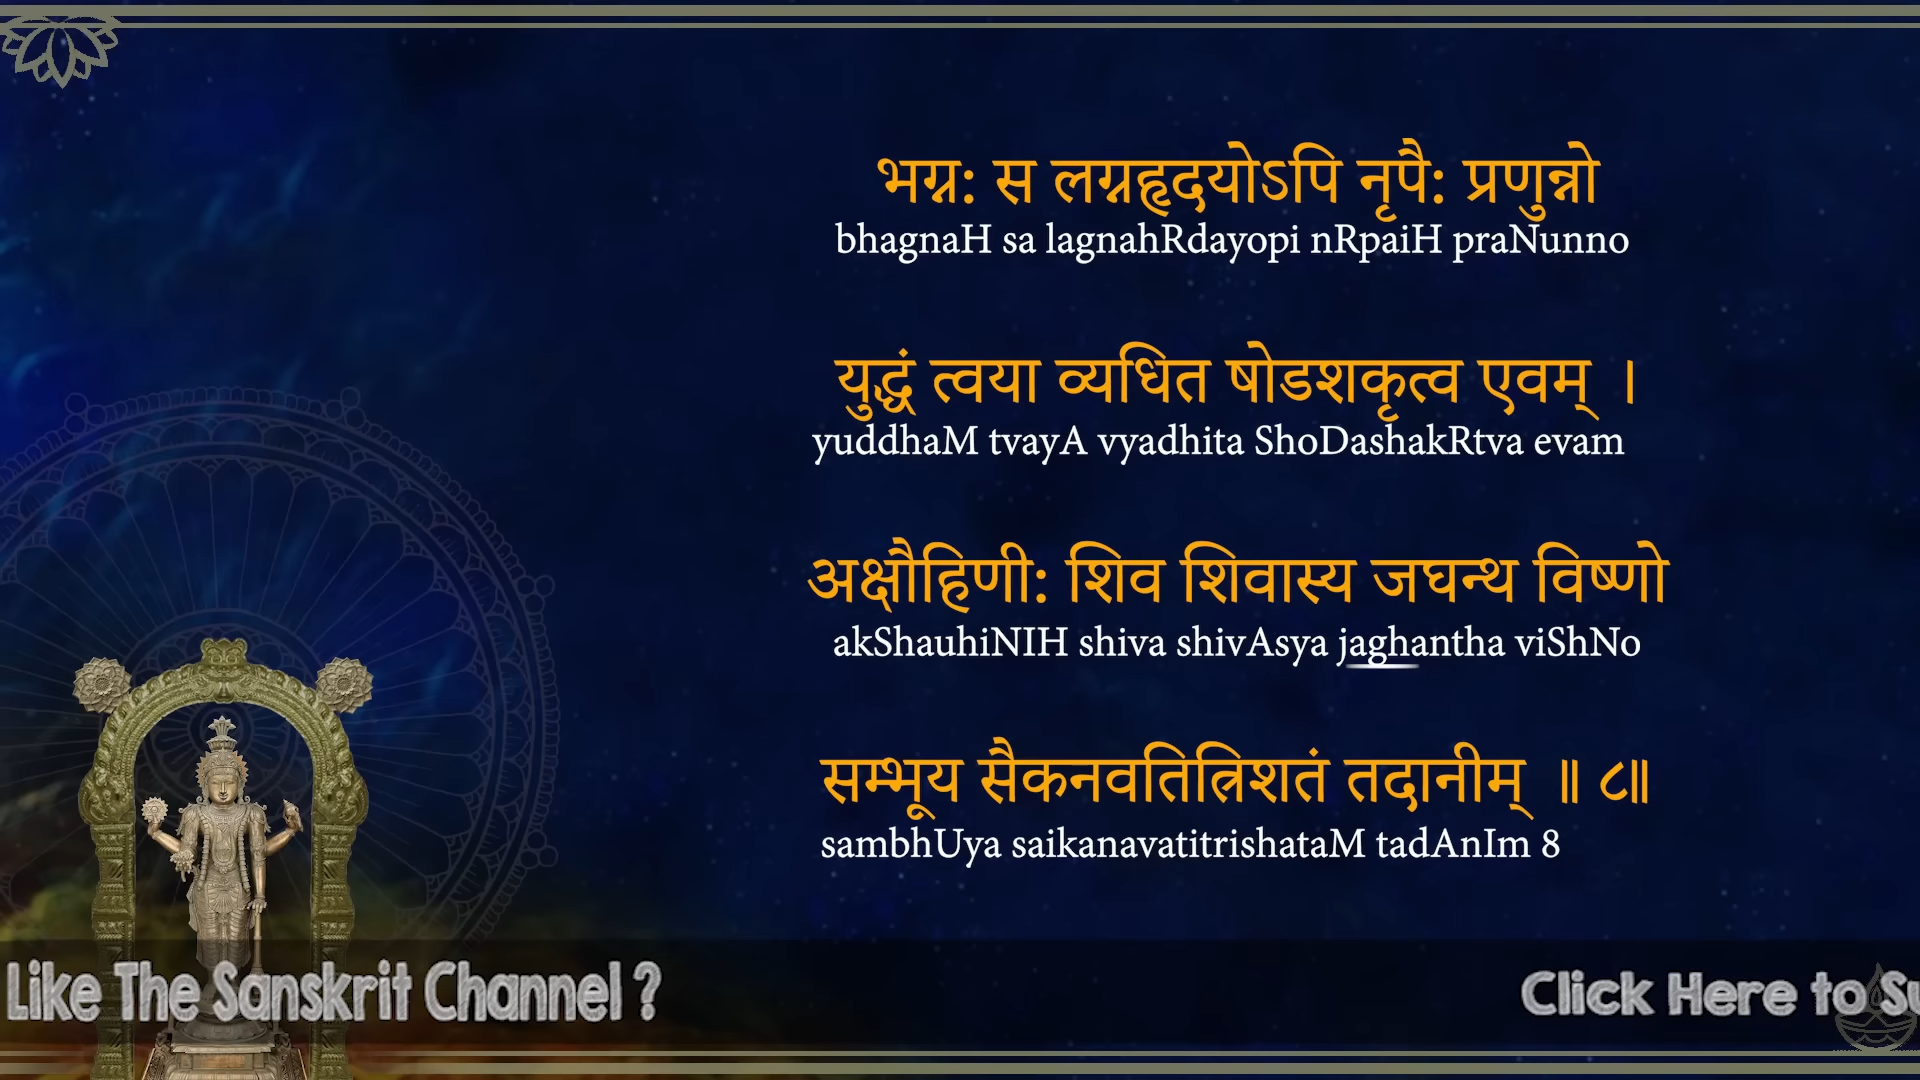 भग्न: स लग्नहृदयोऽपि नृपै: प्रणुन्नो
bhagnaH sa lagnahRdayopi nRpaiH praNunno
युद्धं त्वया व्यधित षोडशकृत्व एवम् ।
yuddhaM tvayA vyadhita ShoDashakRtva evam
अक्षौहिणी: शिव शिवास्य जघन्थ विष्णो
akShauhiNIH shiva shivAsya jaghantha viShNo
सम्भूय सैकनवतित्रिशतं तदानीम् ॥ ८॥
sambhUya saikanavatitrishataM tadAnIm 8
Like The Sanskrit Channel ?
Click Here to Su